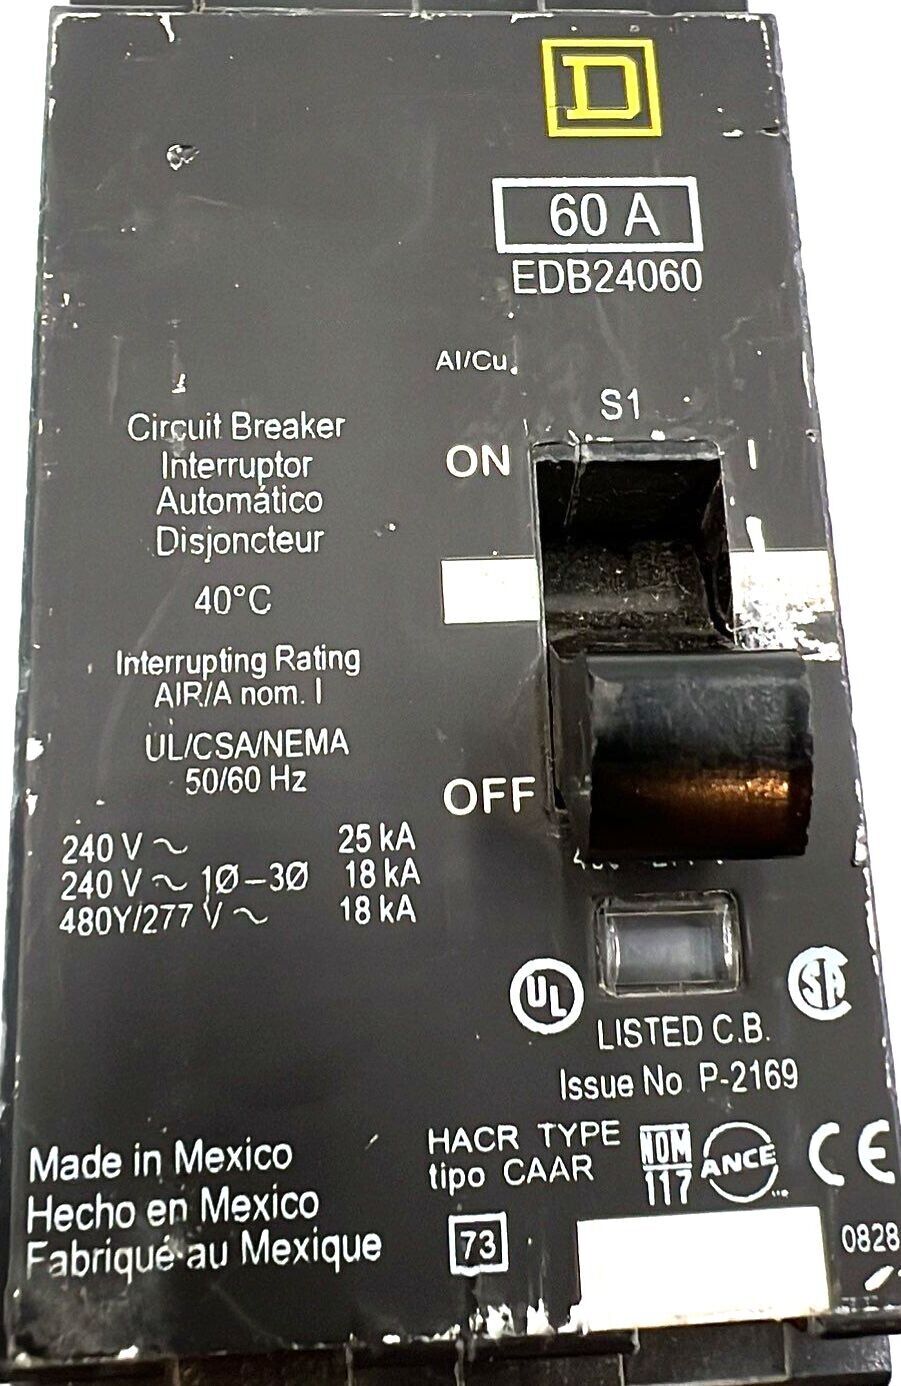 D
60 A
EDB24060
Al/Cu
S1
Circuit Breaker
Interruptor
Automático
Disjoncteur
ON I
40°C
Interrupting Rating
AIR/A nom. I
UL/CSA/NEMA
50/60 Hz
OFF
240 V ~ 25 kA
240 V ~ 1Ø–3Ø 18 kA
480Y/277 V ~ 18 kA
UL
SA
LISTED C.B.
Issue No P-2169
Made in Mexico
Hecho en Mexico
Fabriqué au Mexique
HACR TYPE
tipo CAAR
NOM
117
ANCE
CE
73
0828